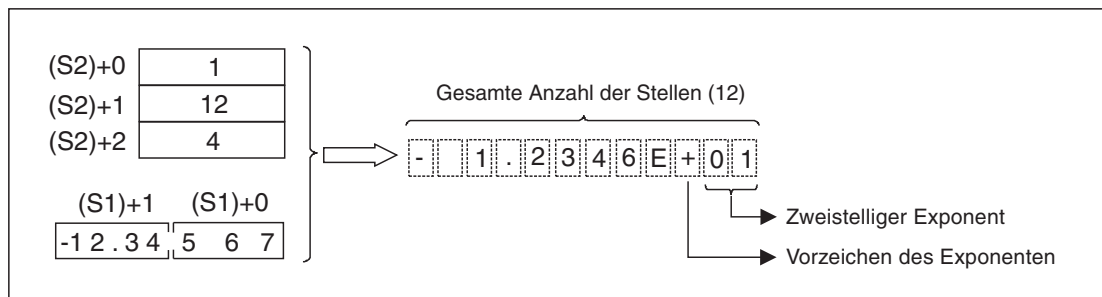 (S2)+0 1
(S2)+1 12
(S2)+2 4
(S1)+1 (S1)+0
-12.34 5 6 7
Gesamte Anzahl der Stellen (12)
- 1.2346E+01
Zweistelliger Exponent
Vorzeichen des Exponenten